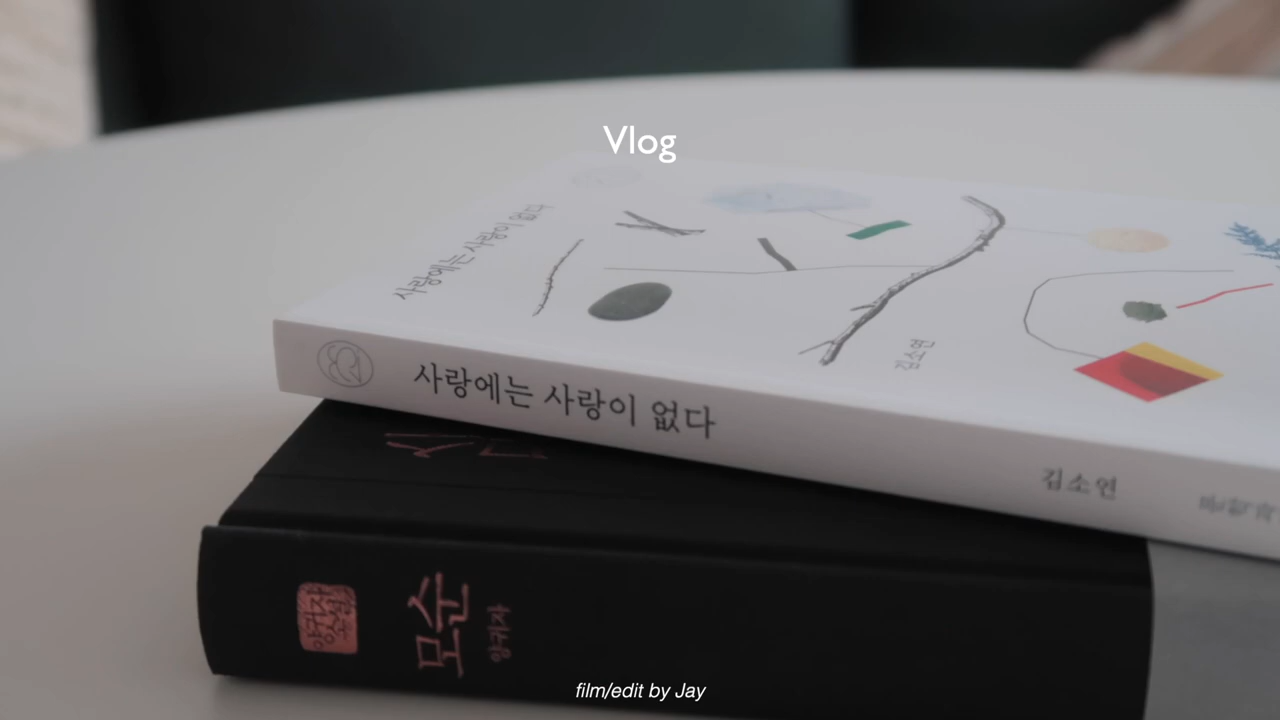 Vlog
사랑에는 사랑이 없다
김소연
사랑에는 사랑이 없다
김소연
모순
양귀자
소설
모순
양귀자
film/edit by Jay